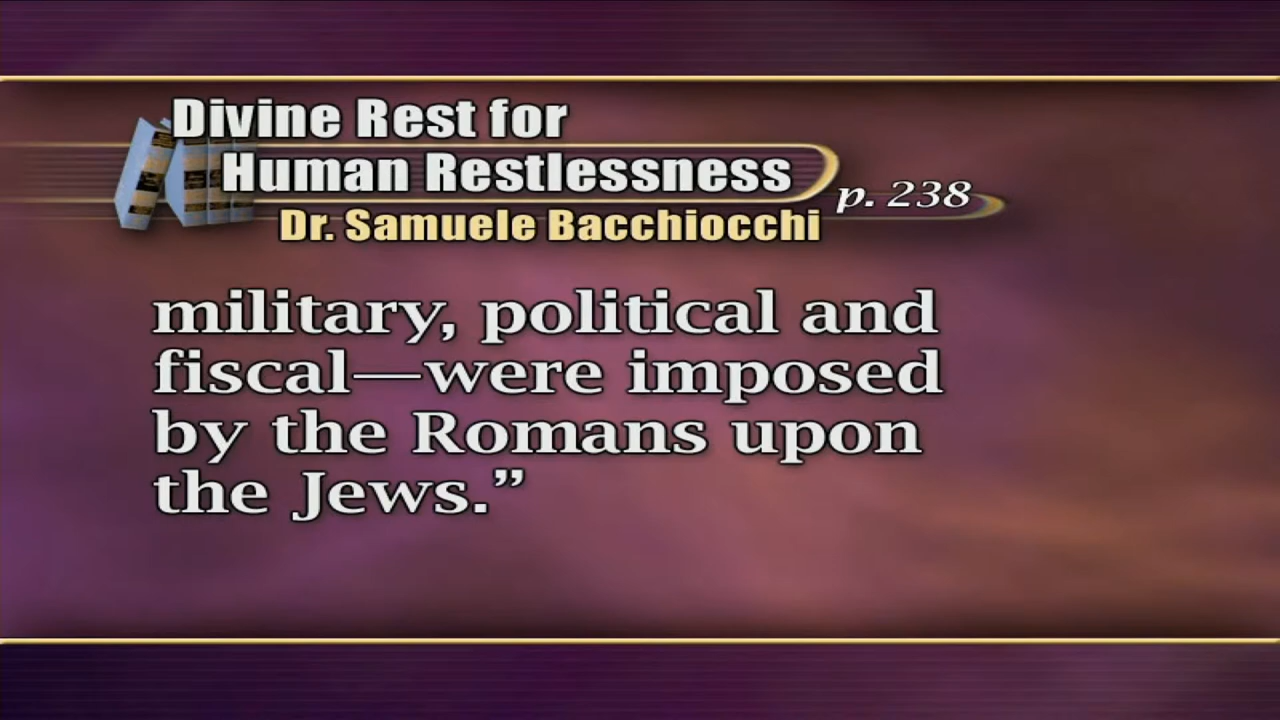 Divine Rest for
Human Restlessness
p. 238
Dr. Samuele Bacchiocchi
military, political and
fiscal—were imposed
by the Romans upon
the Jews.”